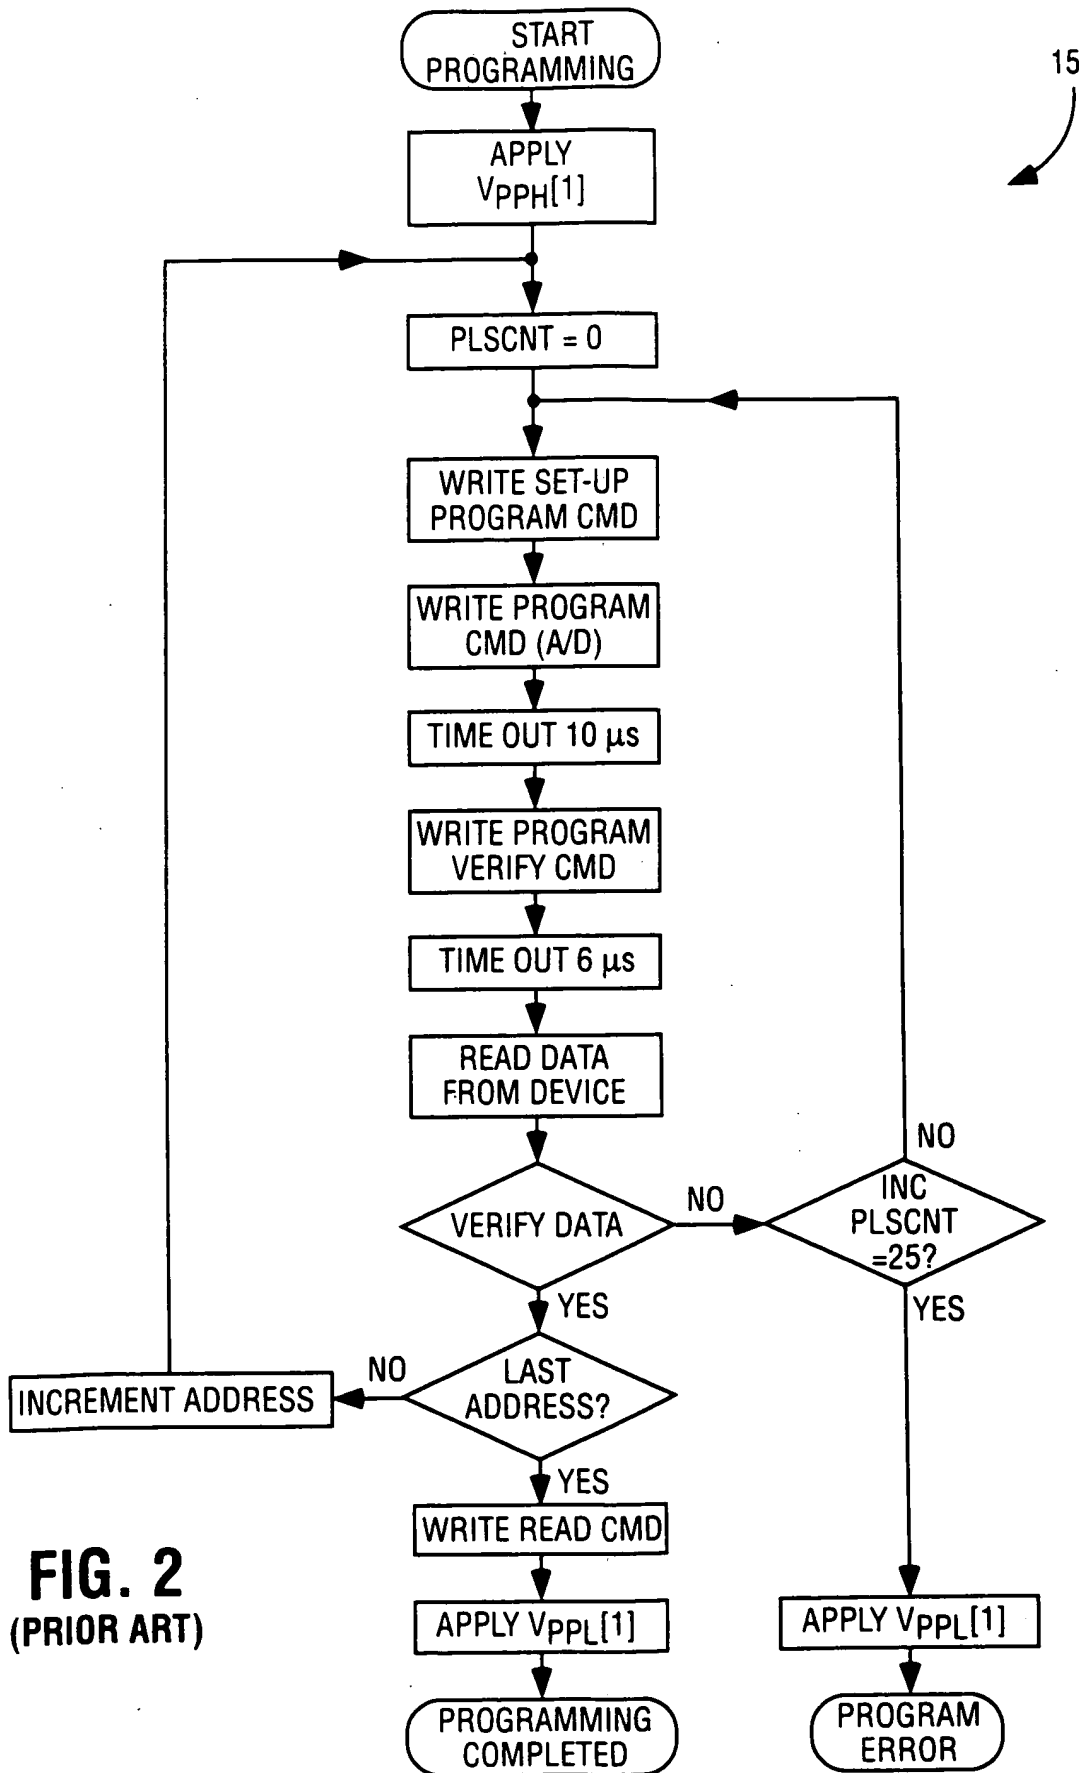 START
PROGRAMMING
15
APPLY
VPPH[1]
PLSCNT = 0
WRITE SET-UP
PROGRAM CMD
WRITE PROGRAM
CMD (A/D)
TIME OUT 10 µs
WRITE PROGRAM
VERIFY CMD
TIME OUT 6 µs
READ DATA
FROM DEVICE
VERIFY DATA
NO
INC
PLSCNT
=25?
NO
YES
YES
LAST
ADDRESS?
NO
INCREMENT ADDRESS
YES
WRITE READ CMD
APPLY VPPL[1]
PROGRAMMING
COMPLETED
APPLY VPPL[1]
PROGRAM
ERROR
FIG. 2
(PRIOR ART)